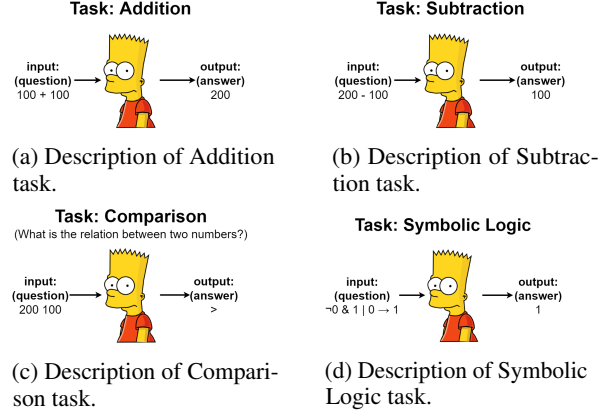 Task: Addition
input:
(question)
100 + 100
output:
(answer)
200
(a) Description of Addition
task.
Task: Subtraction
input:
(question)
200 - 100
output:
(answer)
100
(b) Description of Subtrac-
tion task.
Task: Comparison
(What is the relation between two numbers?)
input:
(question)
200 100
output:
(answer)
>
(c) Description of Compari-
son task.
Task: Symbolic Logic
input:
(question)
¬0 & 1 | 0 → 1
output:
(answer)
1
(d) Description of Symbolic
Logic task.